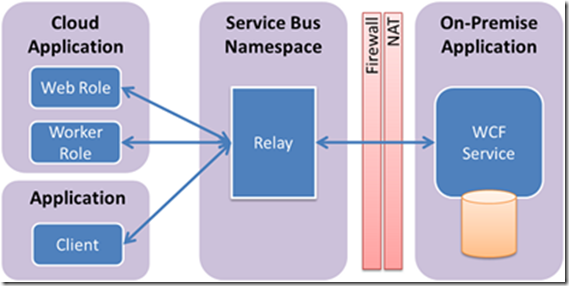 Cloud
Application
Web Role
Worker
Role
Application
Client
Service Bus
Namespace
Relay
Firewall
NAT
On-Premise
Application
WCF
Service